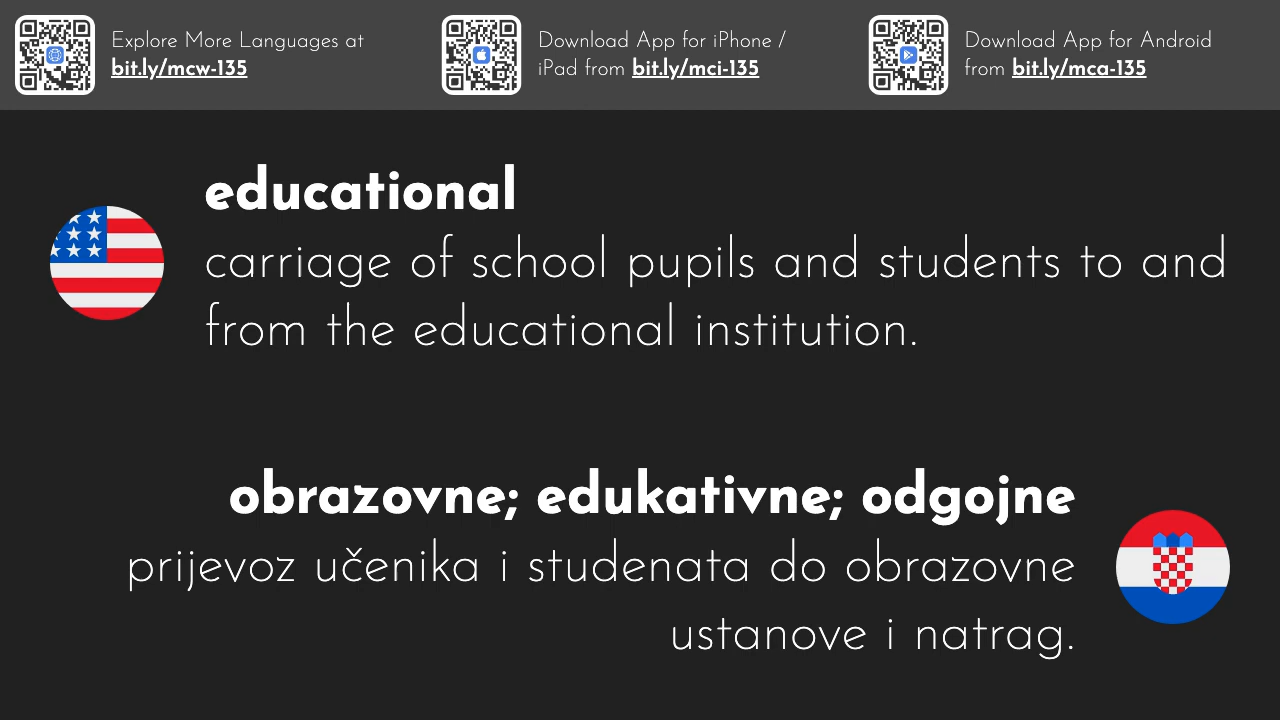 Explore More Languages at
bit.ly/mcw-135
Download App for iPhone /
iPad from bit.ly/mci-135
Download App for Android
from bit.ly/mca-135
educational
carriage of school pupils and students to and
from the educational institution.
obrazovne; edukativne; odgojne
prijevoz učenika i studenata do obrazovne
ustanove i natrag.